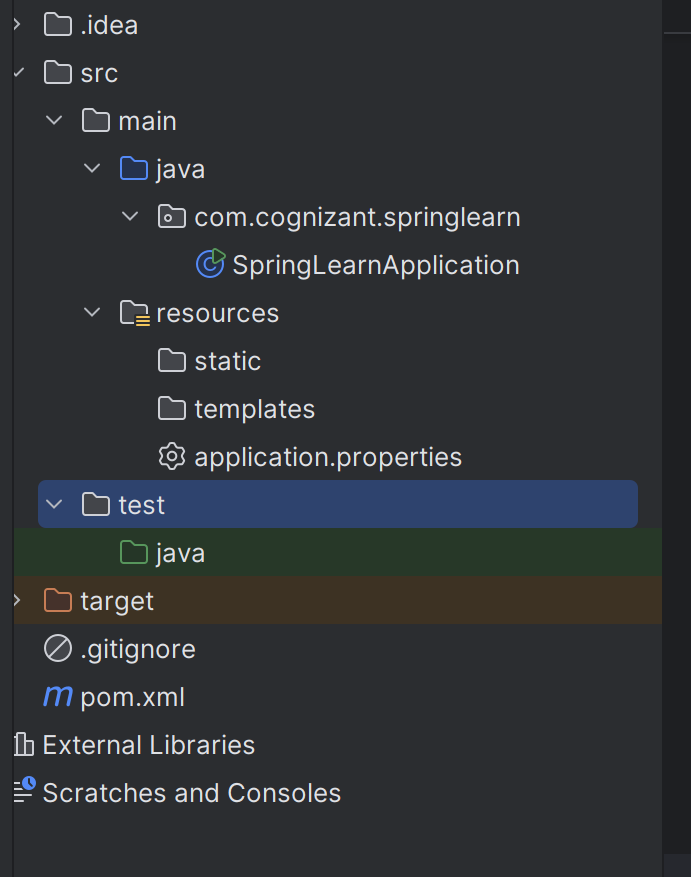 .idea
src
main
java
com.cognizant.springlearn
SpringLearnApplication
resources
static
templates
application.properties
test
java
target
.gitignore
pom.xml
External Libraries
Scratches and Consoles